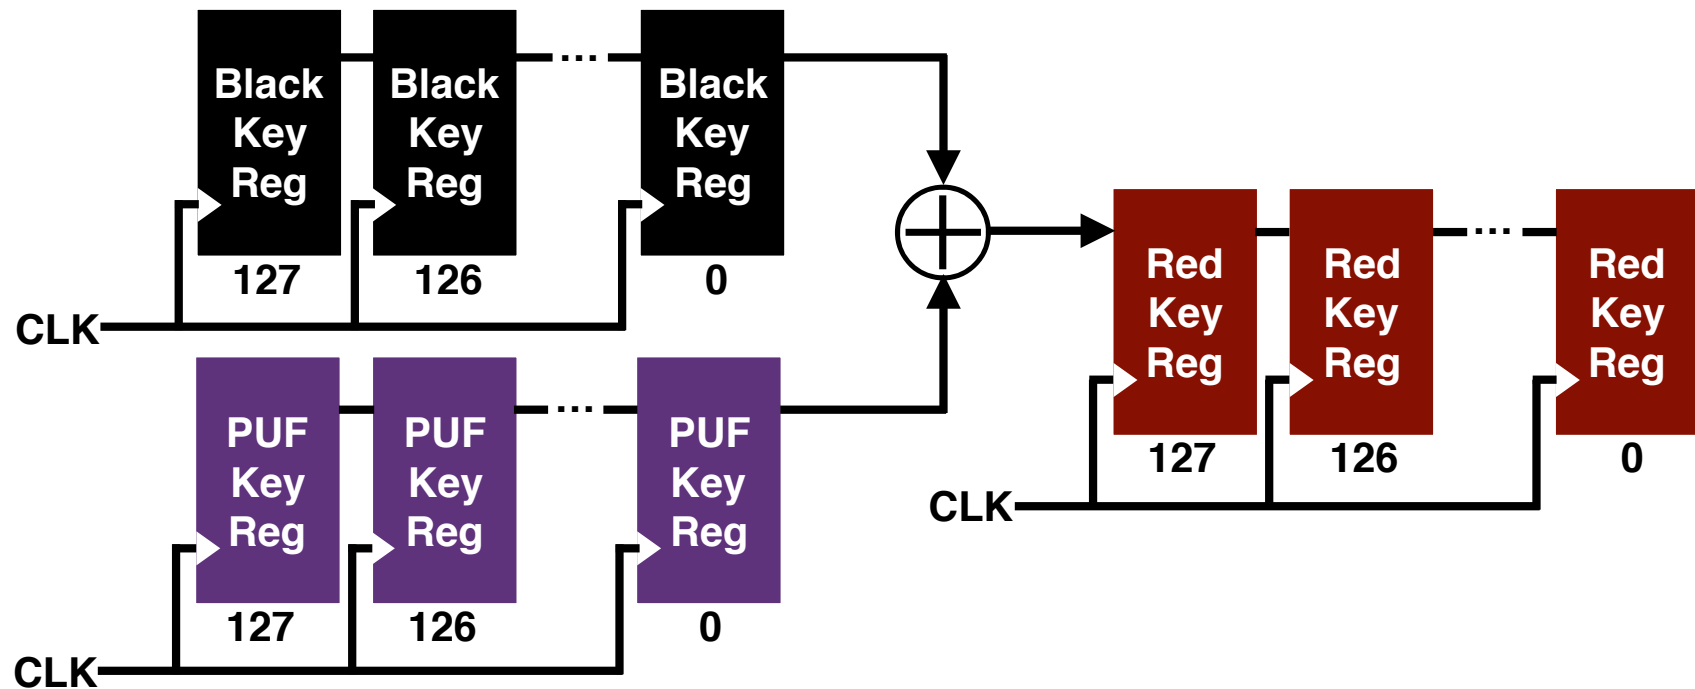 Black
Key
Reg
127
Black
Key
Reg
126
...
Black
Key
Reg
0
CLK
PUF
Key
Reg
127
PUF
Key
Reg
126
...
PUF
Key
Reg
0
CLK
Red
Key
Reg
127
Red
Key
Reg
126
...
Red
Key
Reg
0
CLK